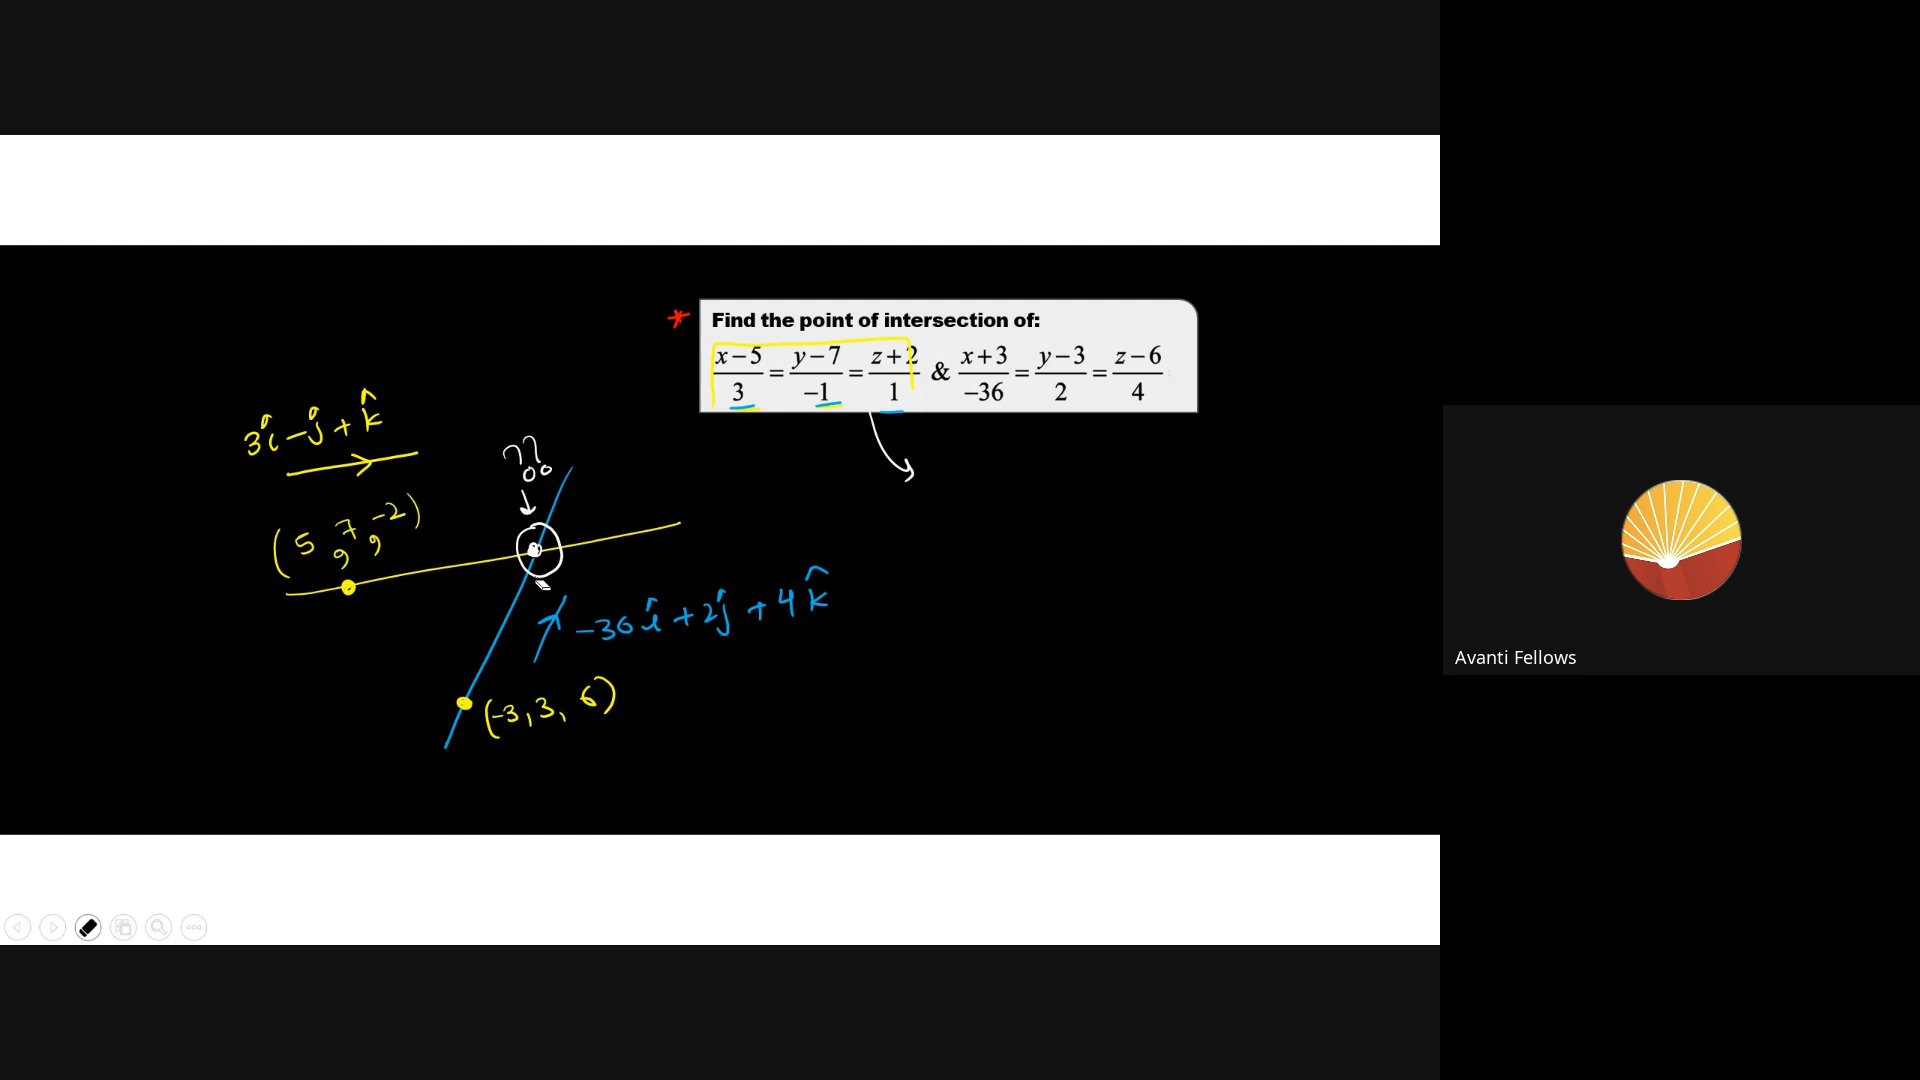 * Find the point of intersection of:
x−5/3 = y−7/−1 = z+2/1 & x+3/−36 = y−3/2 = z−6/4
3î − ĵ + k̂
??
(5, 7, −2)
−36î + 2ĵ + 4k̂
(−3, 3, 6)
Avanti Fellows